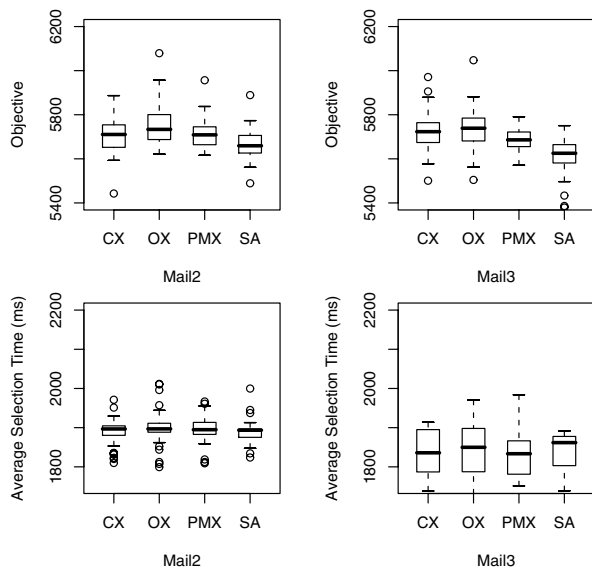 6200
5800
5400
Objective
CX OX PMX SA
Mail2
6200
5800
5400
Objective
CX OX PMX SA
Mail3
2200
2000
1800
Average Selection Time (ms)
CX OX PMX SA
Mail2
2200
2000
1800
Average Selection Time (ms)
CX OX PMX SA
Mail3